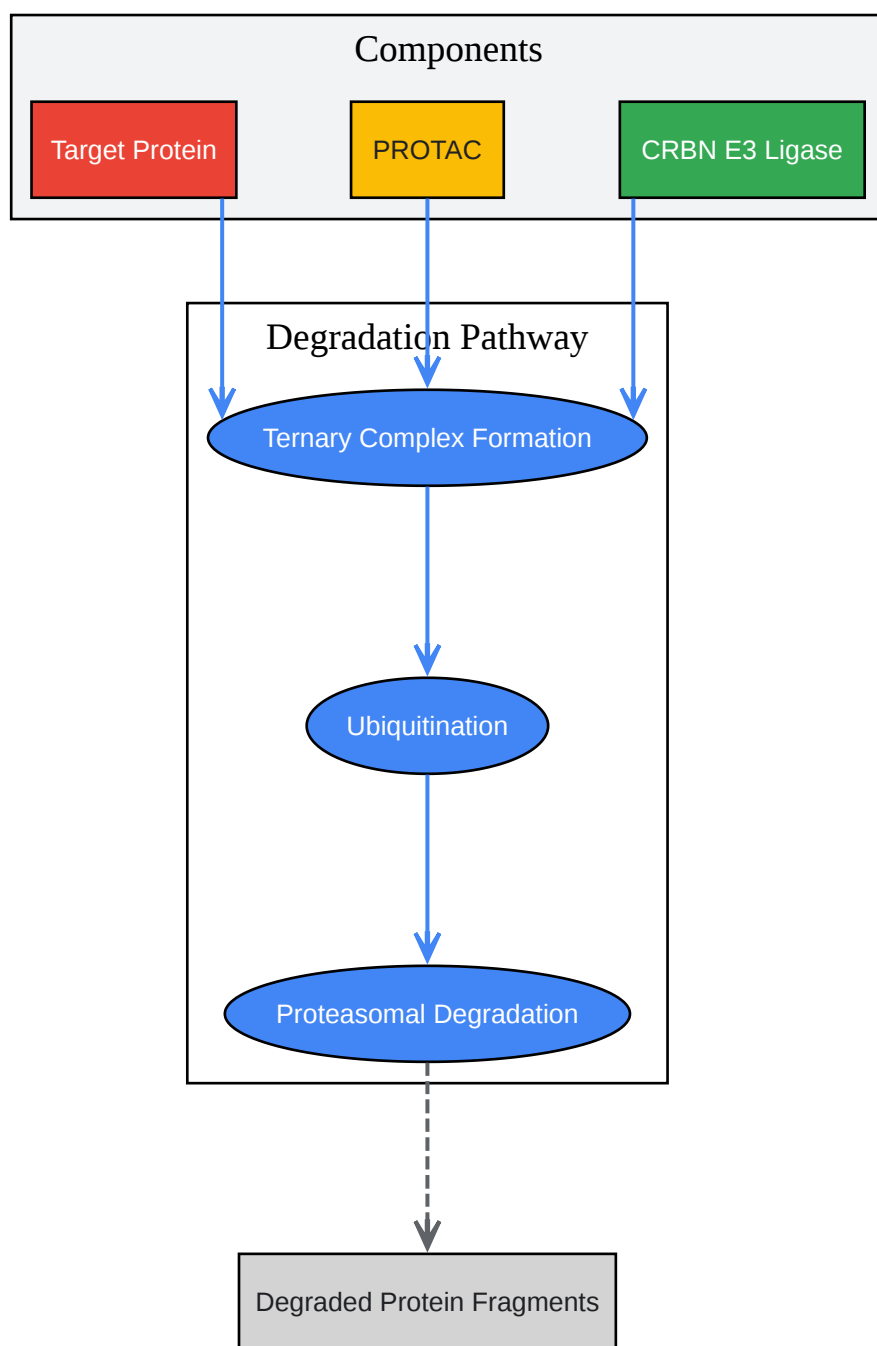 Components
Target Protein
PROTAC
CRBN E3 Ligase
Degradation Pathway
Ternary Complex Formation
Ubiquitination
Proteasomal Degradation
Degraded Protein Fragments